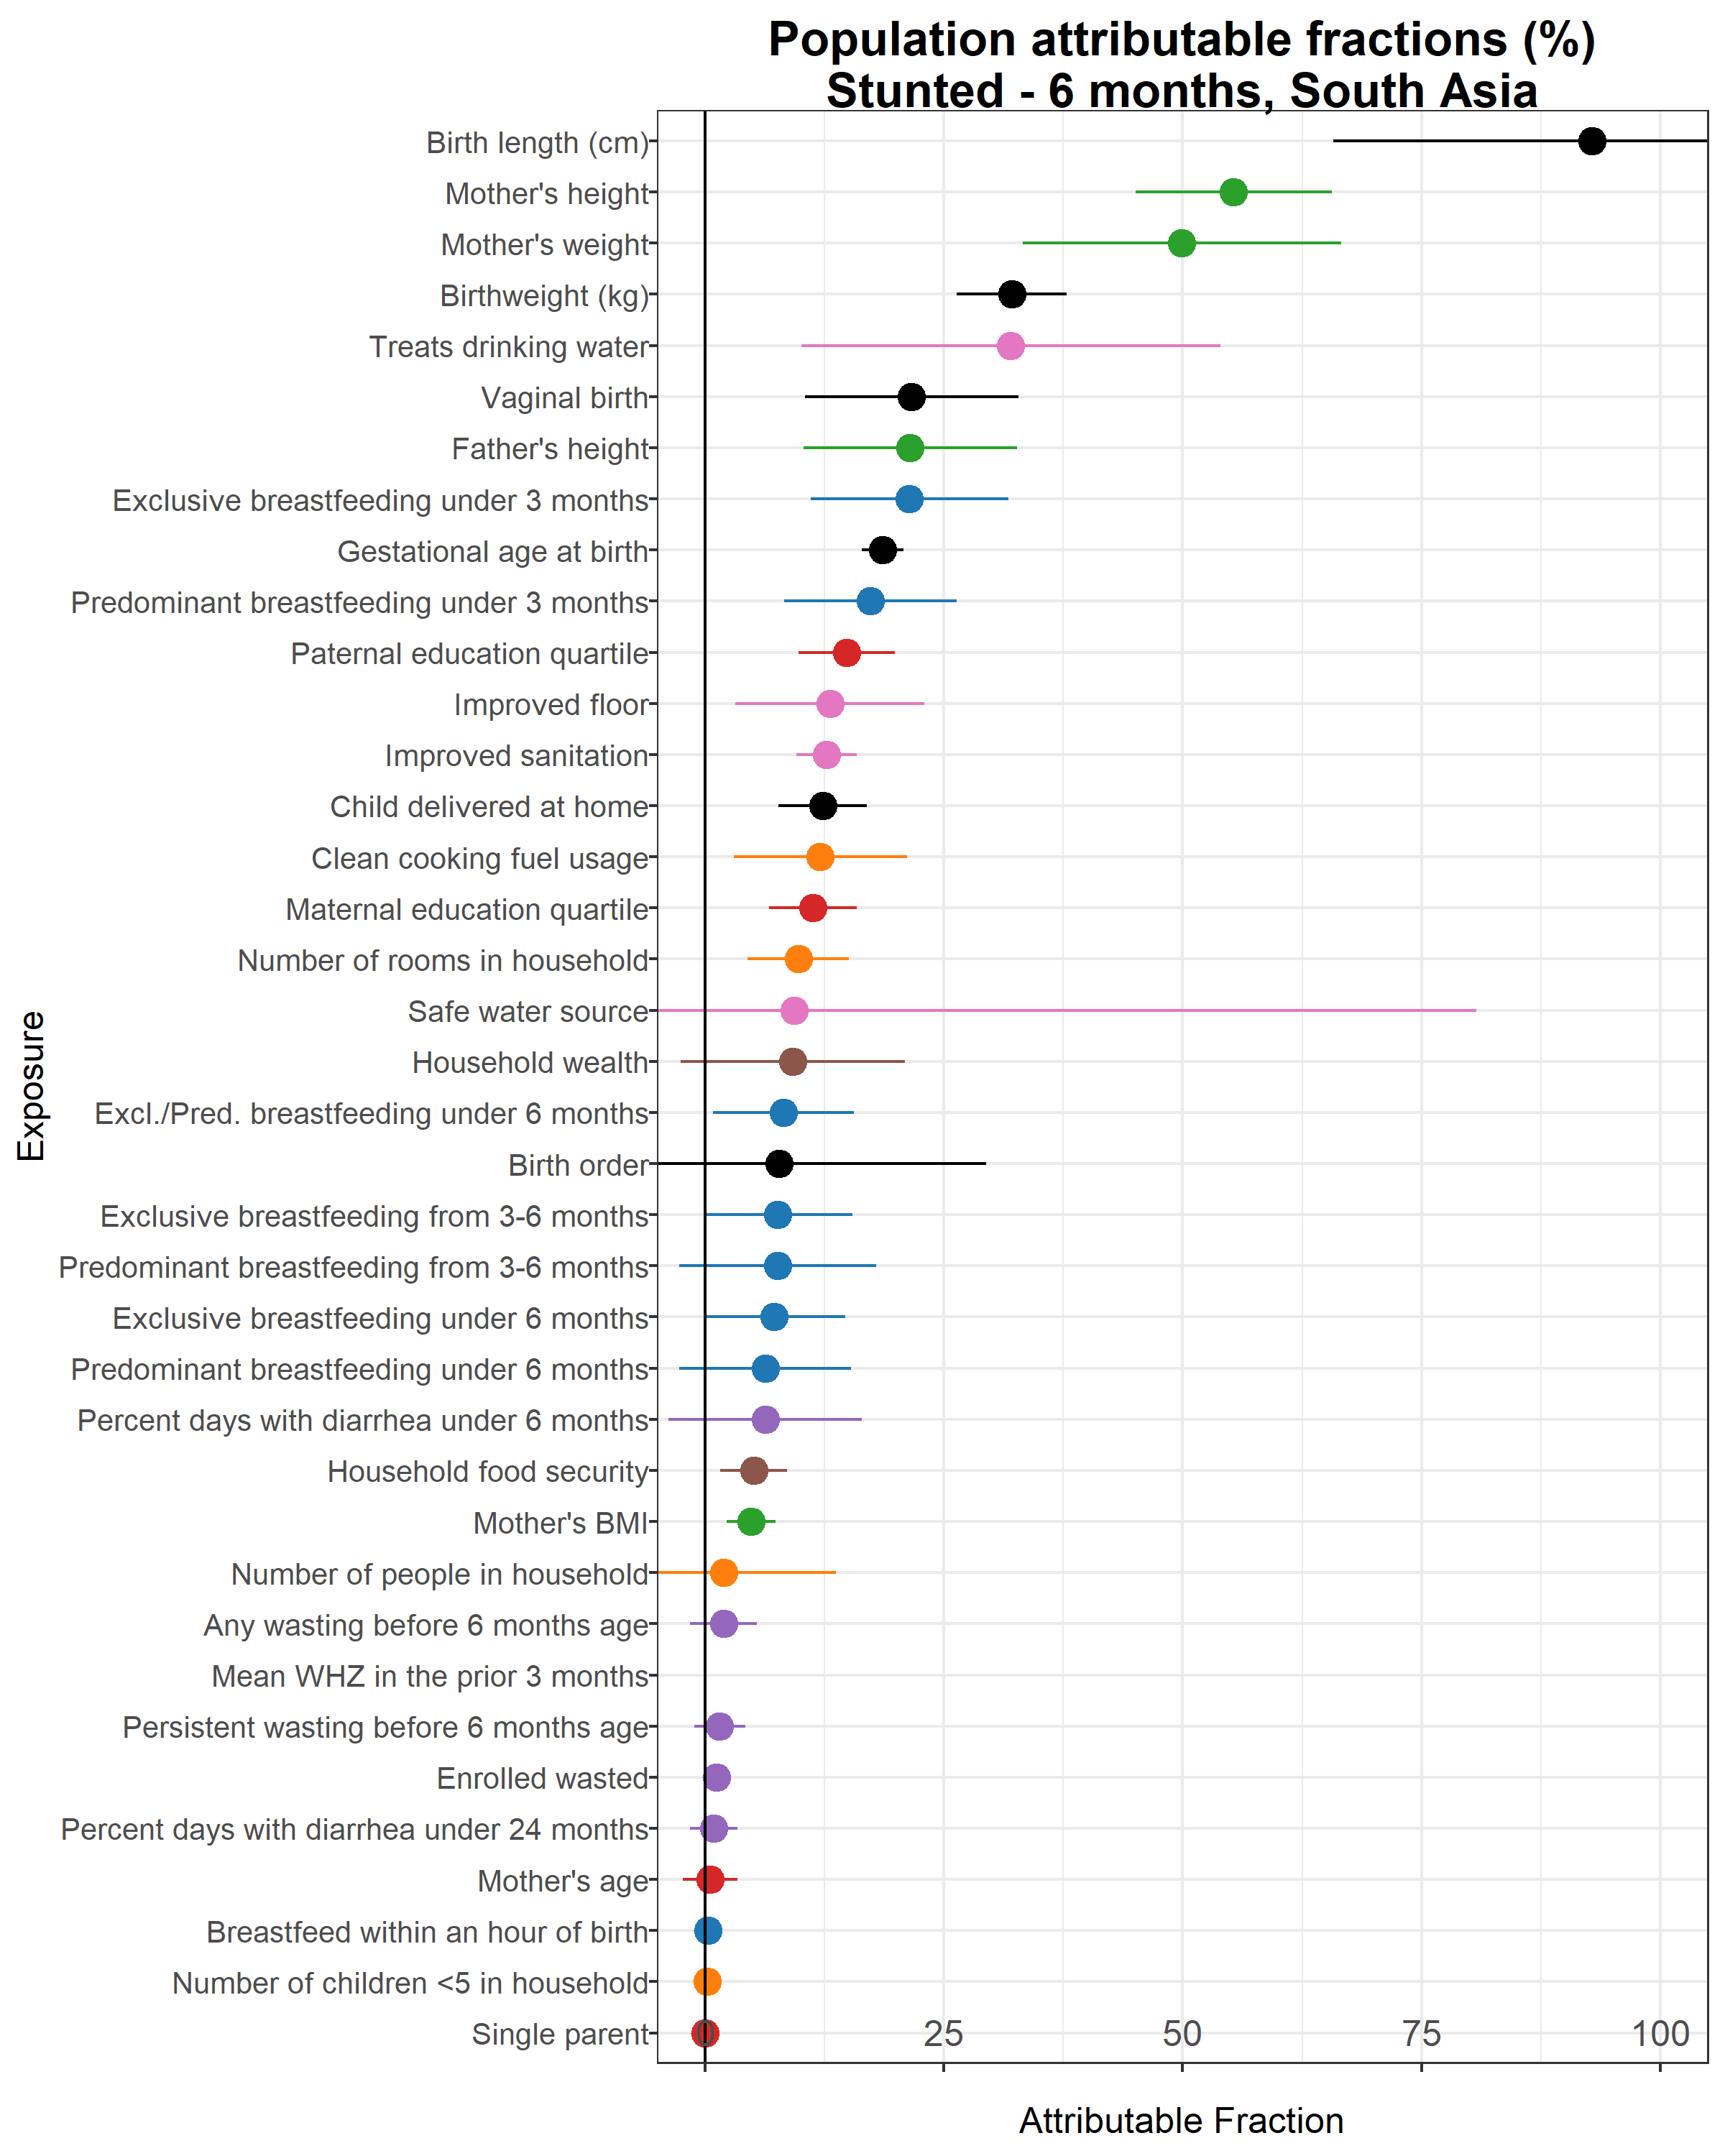 Population attributable fractions (%)
Stunted - 6 months, South Asia
Birth length (cm)
Mother's height
Mother's weight
Birthweight (kg)
Treats drinking water
Vaginal birth
Father's height
Exclusive breastfeeding under 3 months
Gestational age at birth
Predominant breastfeeding under 3 months
Paternal education quartile
Improved floor
Improved sanitation
Child delivered at home
Clean cooking fuel usage
Maternal education quartile
Number of rooms in household
Safe water source
Household wealth
Excl./Pred. breastfeeding under 6 months
Birth order
Exclusive breastfeeding from 3-6 months
Predominant breastfeeding from 3-6 months
Exclusive breastfeeding under 6 months
Predominant breastfeeding under 6 months
Percent days with diarrhea under 6 months
Household food security
Mother's BMI
Number of people in household
Any wasting before 6 months age
Mean WHZ in the prior 3 months
Persistent wasting before 6 months age
Enrolled wasted
Percent days with diarrhea under 24 months
Mother's age
Breastfeed within an hour of birth
Number of children <5 in household
Single parent
Exposure
0 25 50 75 100
Attributable Fraction